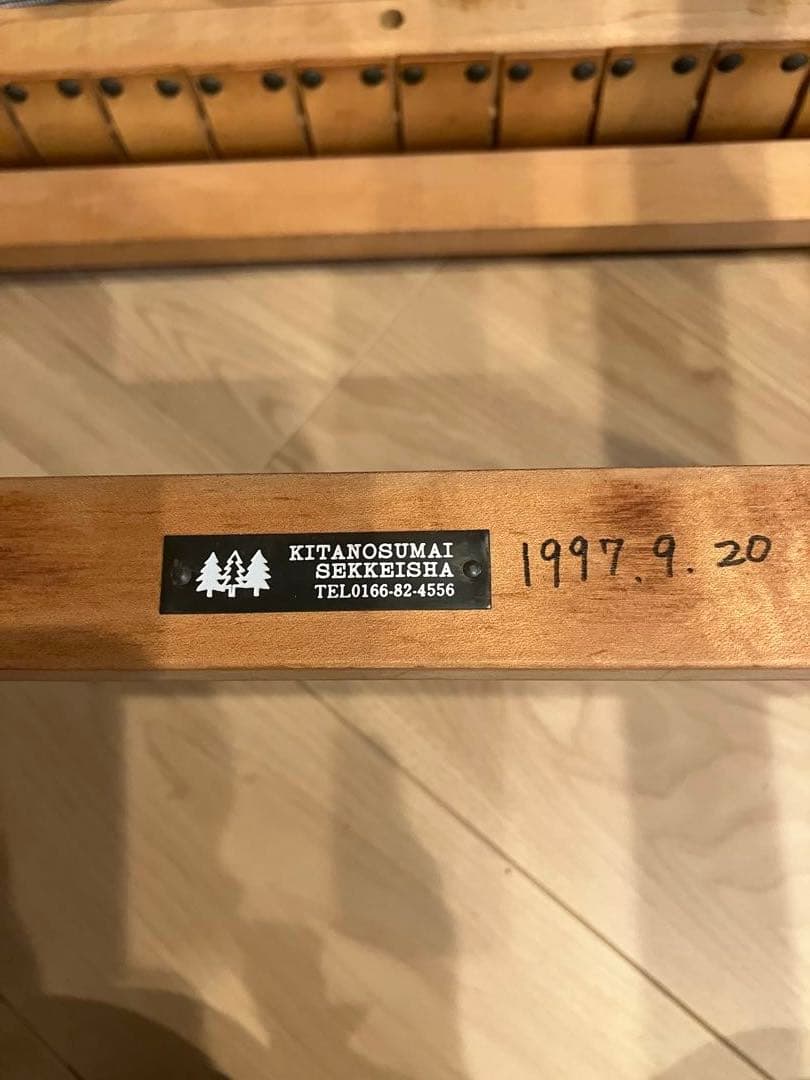 KITANOSUMAI
SEKKEISHA
TEL0166-82-4556
1997.9.20